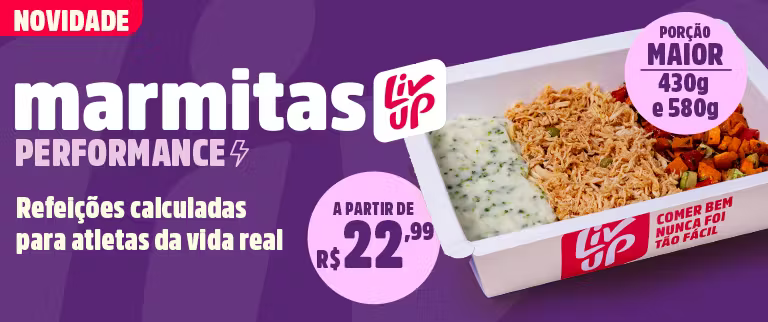 NOVIDADE
marmitas
Liv
UP
PERFORMANCE
Refeições calculadas
para atletas da vida real
A PARTIR DE
R$ 22,99
PORÇÃO
MAIOR
430g
e 580g
Liv
UP
COMER BEM
NUNCA FOI
TÃO FÁCIL